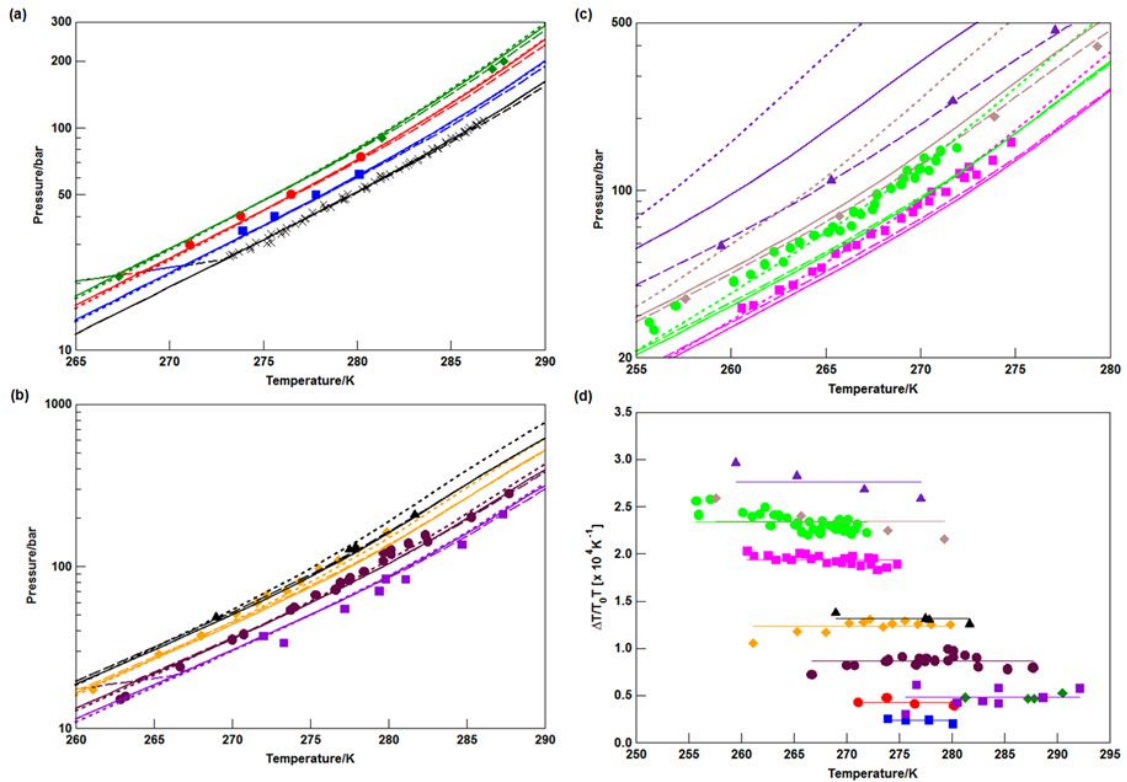 (a)
300
200
100
50
10
Pressure/bar
265 270 275 280 285 290
Temperature/K
(c)
500
100
20
Pressure/bar
255 260 265 270 275 280
Temperature/K
(b)
1000
100
10
Pressure/bar
260 265 270 275 280 285 290
Temperature/K
(d)
3.5
3.0
2.5
2.0
1.5
1.0
0.5
0.0
ΔT/T₀T [x 10⁴K⁻¹]
250 255 260 265 270 275 280 285 290 295
Temperature/K